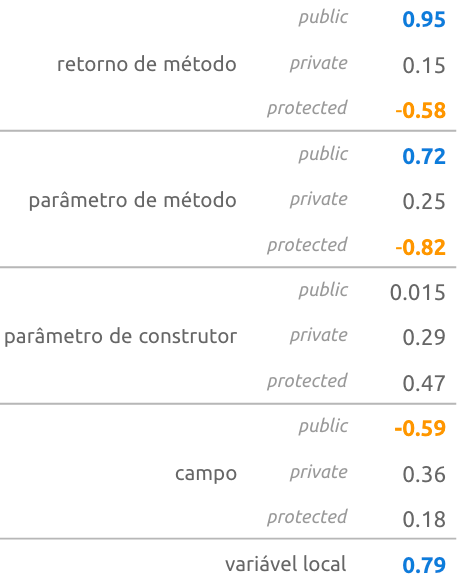 public 0.95
retorno de método private 0.15
protected -0.58
public 0.72
parâmetro de método private 0.25
protected -0.82
public 0.015
parâmetro de construtor private 0.29
protected 0.47
public -0.59
campo private 0.36
protected 0.18
variável local 0.79